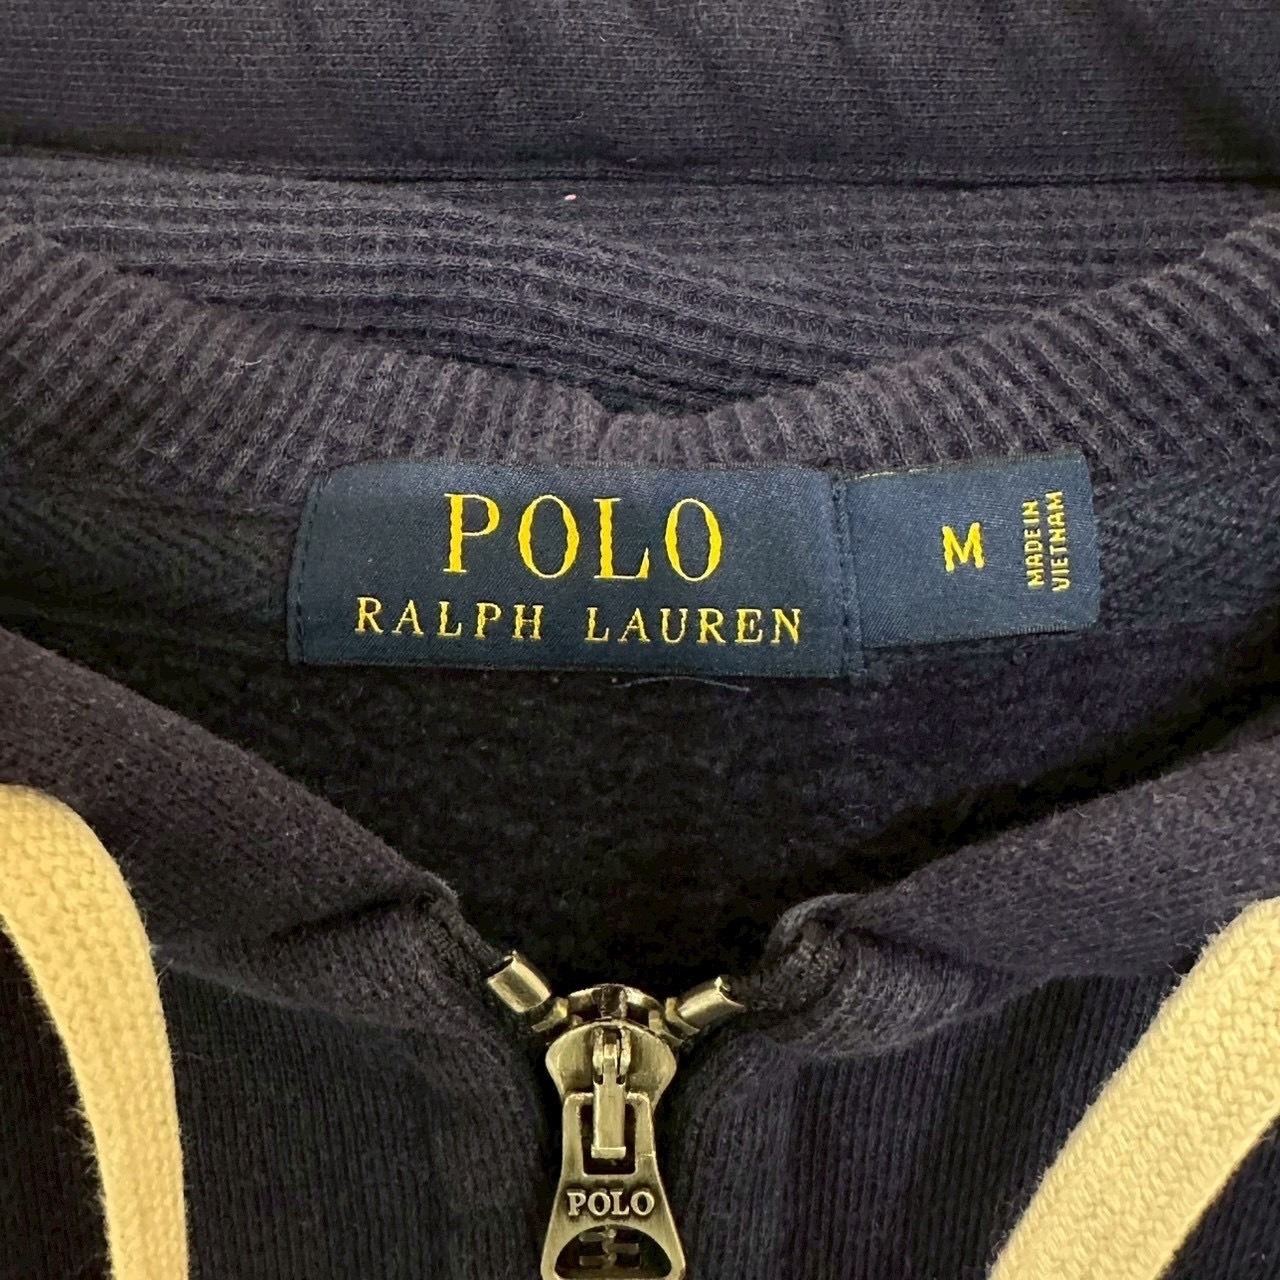 POLO
RALPH LAUREN
M
MADE IN
VIETNAM
POLO